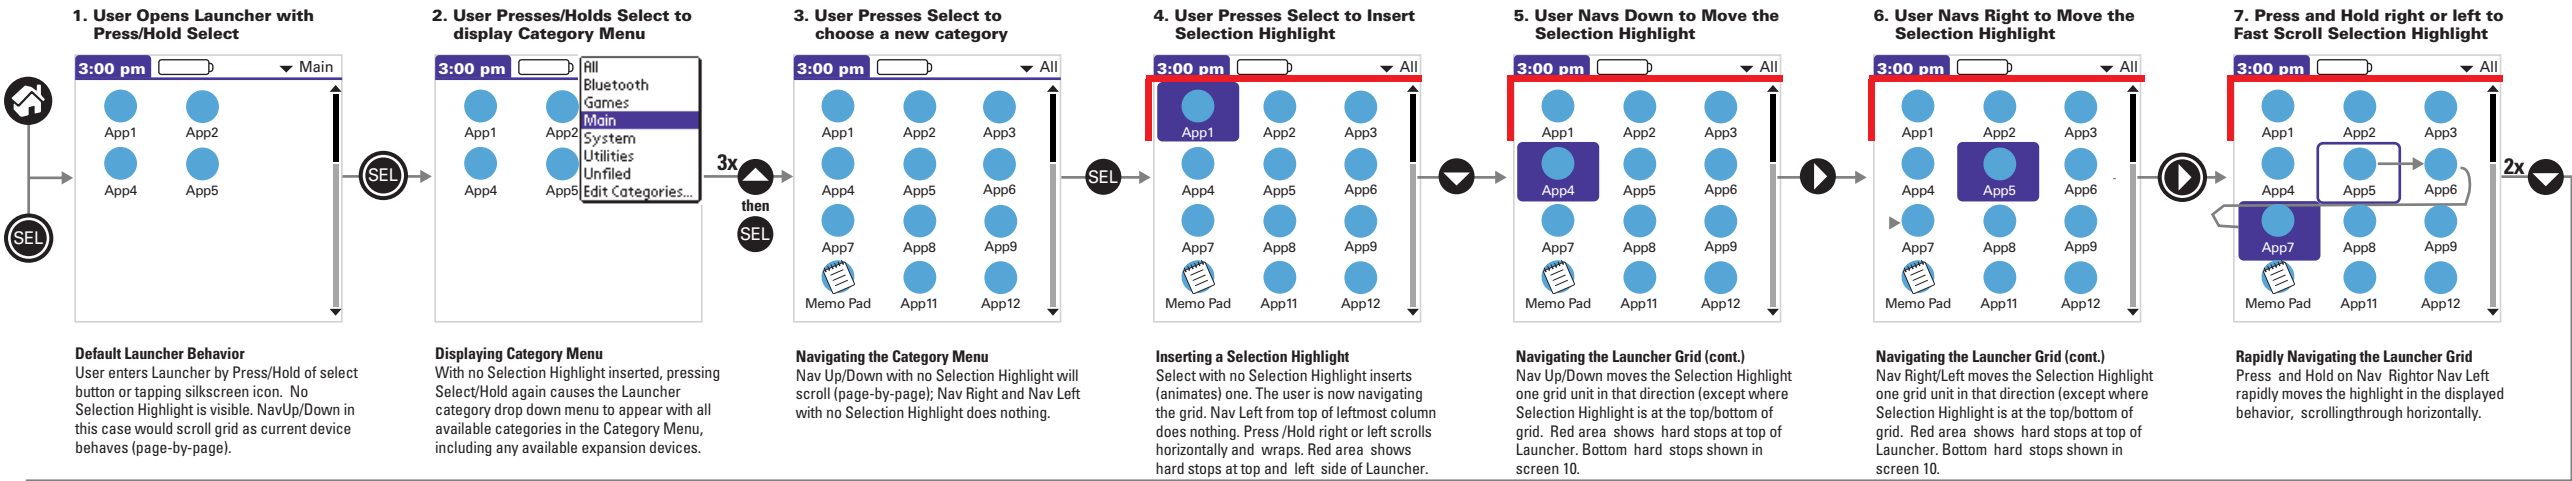 1. User Opens Launcher with
Press/Hold Select
3:00 pm
Main
App1
App2
App4
App5
SEL
Default Launcher Behavior
User enters Launcher by Press/Hold of select
button or tapping silkscreen icon. No
Selection Highlight is visible. NavUp/Down in
this case would scroll grid as current device
behaves (page-by-page).
SEL
2. User Presses/Holds Select to
display Category Menu
3:00 pm
App1
App2
App4
App5
All
Bluetooth
Games
Main
System
Utilities
Unfiled
Edit Categories...
Displaying Category Menu
With no Selection Highlight inserted, pressing
Select/Hold again causes the Launcher
category drop down menu to appear with all
available categories in the Category Menu,
including any available expansion devices.
3x
then
SEL
3. User Presses Select to
choose a new category
3:00 pm
All
App1
App2
App3
App4
App5
App6
App7
App8
App9
Memo Pad
App11
App12
Navigating the Category Menu
Nav Up/Down with no Selection Highlight will
scroll (page-by-page); Nav Right and Nav Left
with no Selection Highlight does nothing.
SEL
4. User Presses Select to Insert
Selection Highlight
3:00 pm
All
App1
App2
App3
App4
App5
App6
App7
App8
App9
Memo Pad
App11
App12
Inserting a Selection Highlight
Select with no Selection Highlight inserts
(animates) one. The user is now navigating
the grid. Nav Left from top of leftmost column
does nothing. Press /Hold right or left scrolls
horizontally and wraps. Red area shows
hard stops at top and left side of Launcher.
5. User Navs Down to Move the
Selection Highlight
3:00 pm
All
App1
App2
App3
App4
App5
App6
App7
App8
App9
Memo Pad
App11
App12
Navigating the Launcher Grid (cont.)
Nav Up/Down moves the Selection Highlight
one grid unit in that direction (except where
Selection Highlight is at the top/bottom of
grid. Red area shows hard stops at top of
Launcher. Bottom hard stops shown in
screen 10.
6. User Navs Right to Move the
Selection Highlight
3:00 pm
All
App1
App2
App3
App4
App5
App6
App7
App8
App9
Memo Pad
App11
App12
Navigating the Launcher Grid (cont.)
Nav Right/Left moves the Selection Highlight
one grid unit in that direction (except where
Selection Highlight is at the top/bottom of
grid. Red area shows hard stops at top of
Launcher. Bottom hard stops shown in
screen 10.
7. Press and Hold right or left to
Fast Scroll Selection Highlight
3:00 pm
All
App1
App2
App3
App4
App5
App6
App7
App8
App9
Memo Pad
App11
App12
Rapidly Navigating the Launcher Grid
Press and Hold on Nav Rightor Nav Left
rapidly moves the highlight in the displayed
behavior, scrollingthrough horizontally.
2x